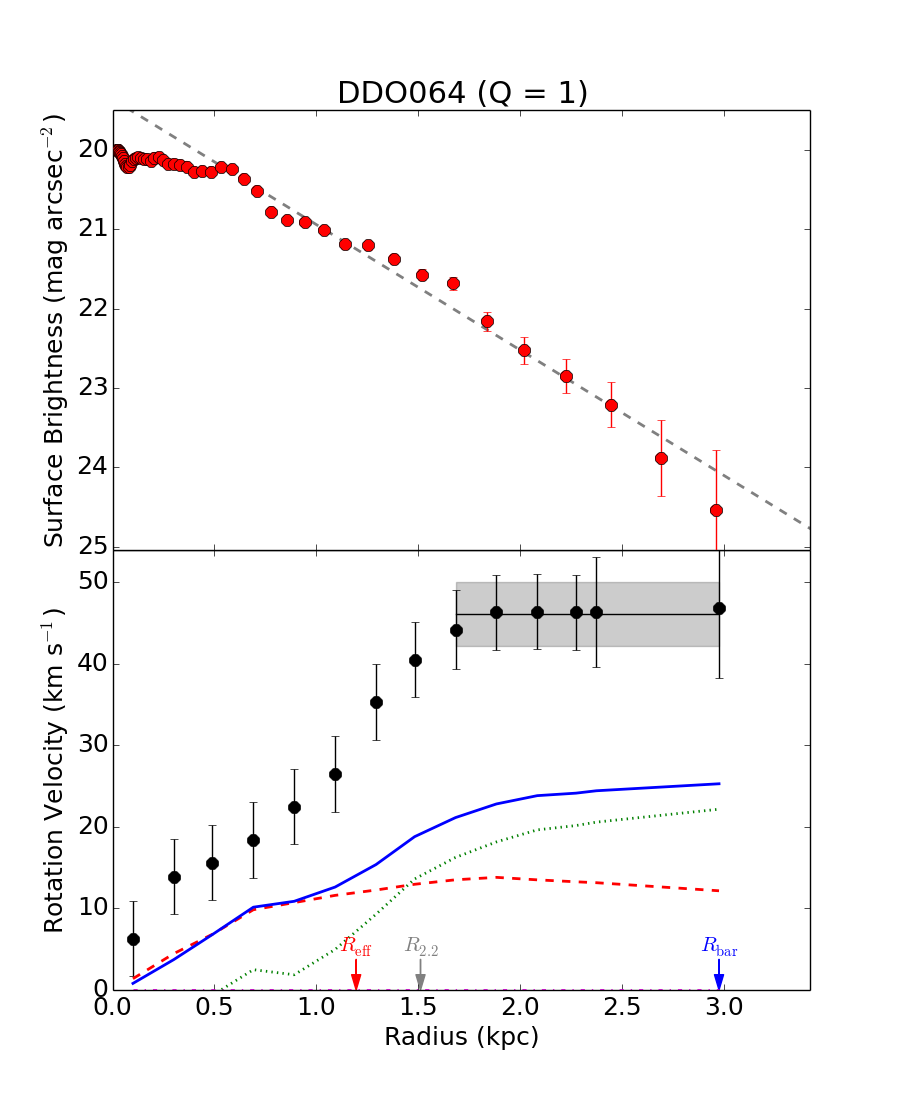 DDO064 (Q = 1)
Surface Brightness (mag arcsec⁻²)
20
21
22
23
24
25
Rotation Velocity (km s⁻¹)
50
40
30
20
10
0
R_eff R_2.2 R_bar
0.0 0.5 1.0 1.5 2.0 2.5 3.0
Radius (kpc)